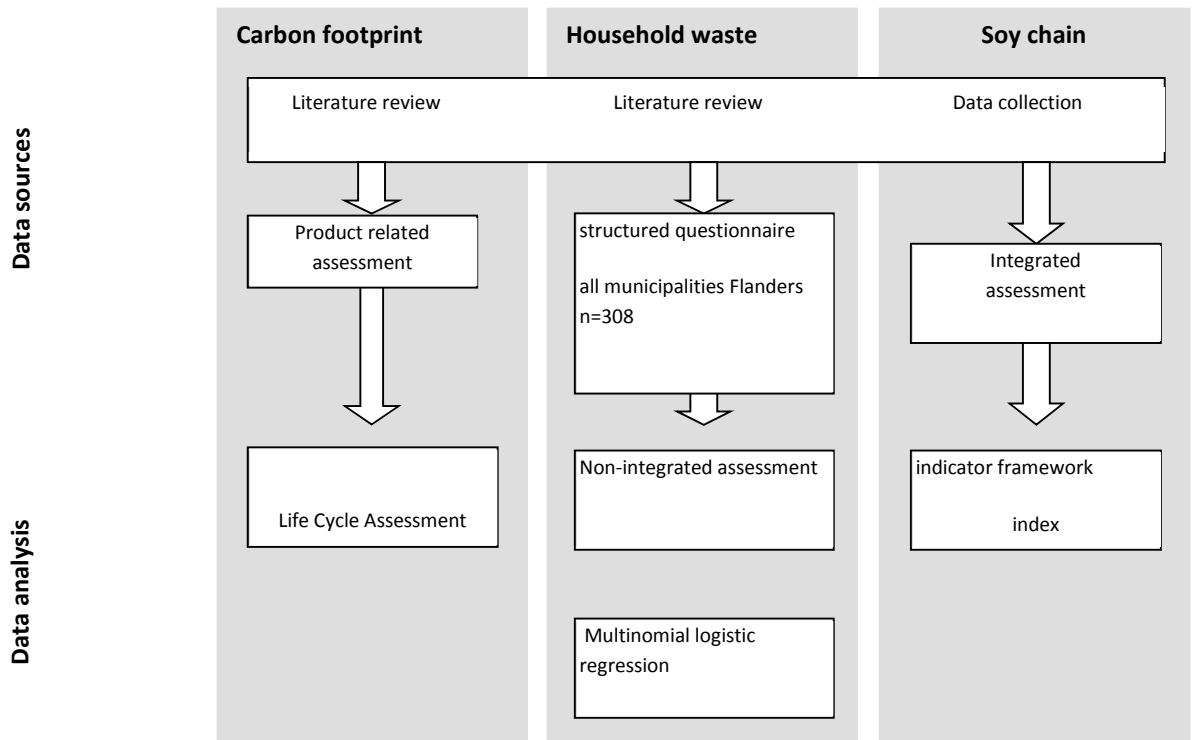 Carbon footprint
Household waste
Soy chain
Data sources
Literature review
Literature review
Data collection
Product related
assessment
structured questionnaire
all municipalities Flanders
n=308
Integrated
assessment
Data analysis
Life Cycle Assessment
Non-integrated assessment
indicator framework
index
Multinomial logistic
regression